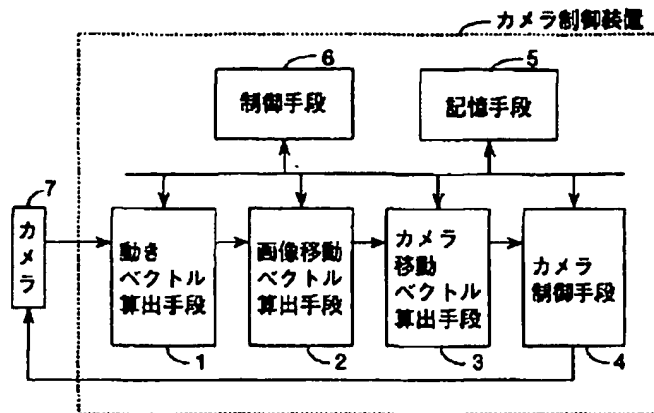 カメラ制御装置
6
制御手段
5
記憶手段
7
カメラ
動き
ベクトル
算出手段
1
画像移動
ベクトル
算出手段
2
カメラ
移動
ベクトル
算出手段
3
カメラ
制御手段
4